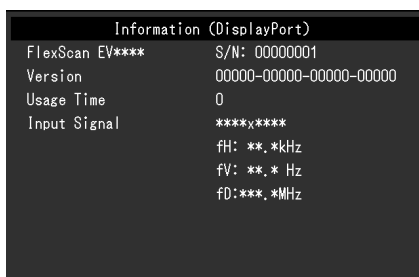 Information (DisplayPort)
FlexScan EV**** S/N: 00000001
Version 00000-00000-00000-00000
Usage Time 0
Input Signal ****x****
fH: **.*kHz
fV: **.* Hz
fD:***.*MHz